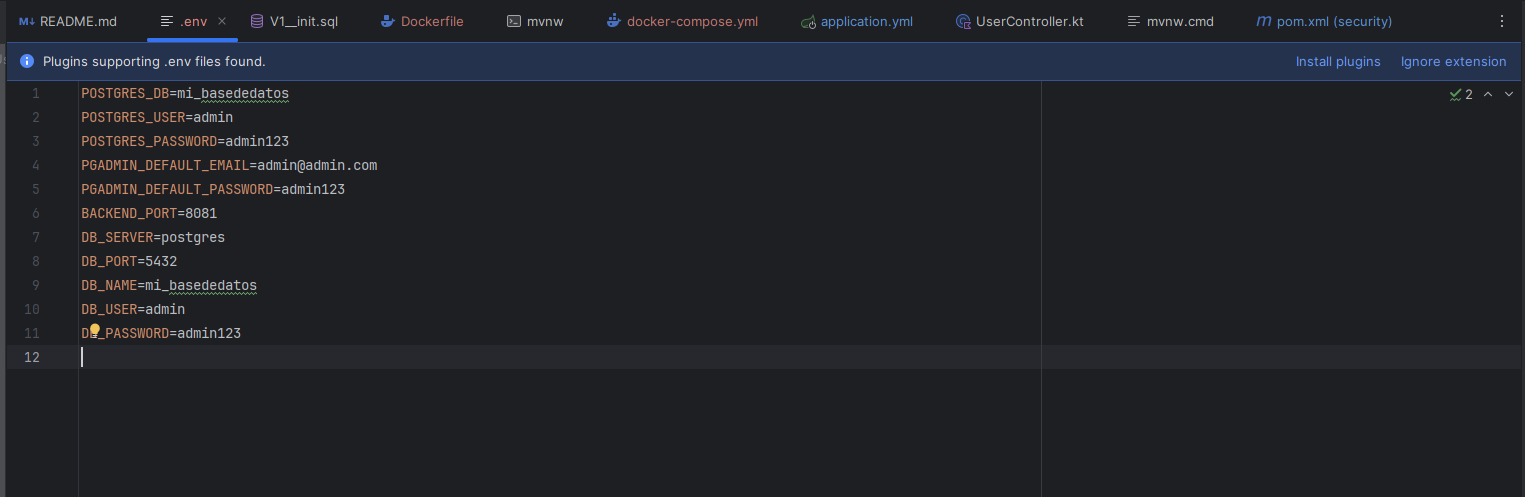 README.md .env V1__init.sql Dockerfile mvnw docker-compose.yml application.yml UserController.kt mvnw.cmd pom.xml (security)
Plugins supporting .env files found. Install plugins Ignore extension
1 POSTGRES_DB=mi_basededatos 2
2 POSTGRES_USER=admin
3 POSTGRES_PASSWORD=admin123
4 PGADMIN_DEFAULT_EMAIL=admin@admin.com
5 PGADMIN_DEFAULT_PASSWORD=admin123
6 BACKEND_PORT=8081
7 DB_SERVER=postgres
8 DB_PORT=5432
9 DB_NAME=mi_basededatos
10 DB_USER=admin
11 DB_PASSWORD=admin123
12